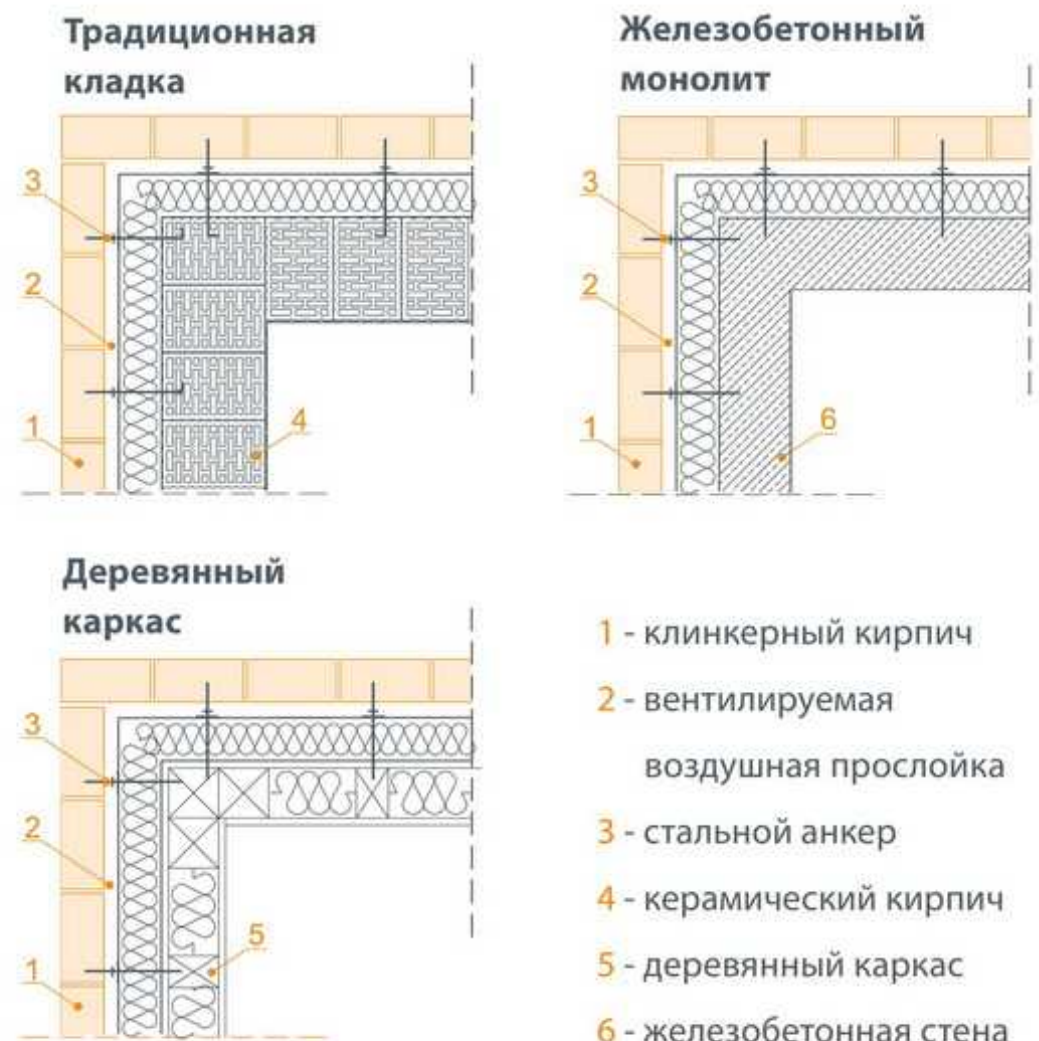 Традиционная
кладка
3
2
1
4
Железобетонный
монолит
3
2
1
6
Деревянный
каркас
3
2
1
5
1 - клинкерный кирпич
2 - вентилируемая
воздушная прослойка
3 - стальной анкер
4 - керамический кирпич
5 - деревянный каркас
6 - железобетонная стена